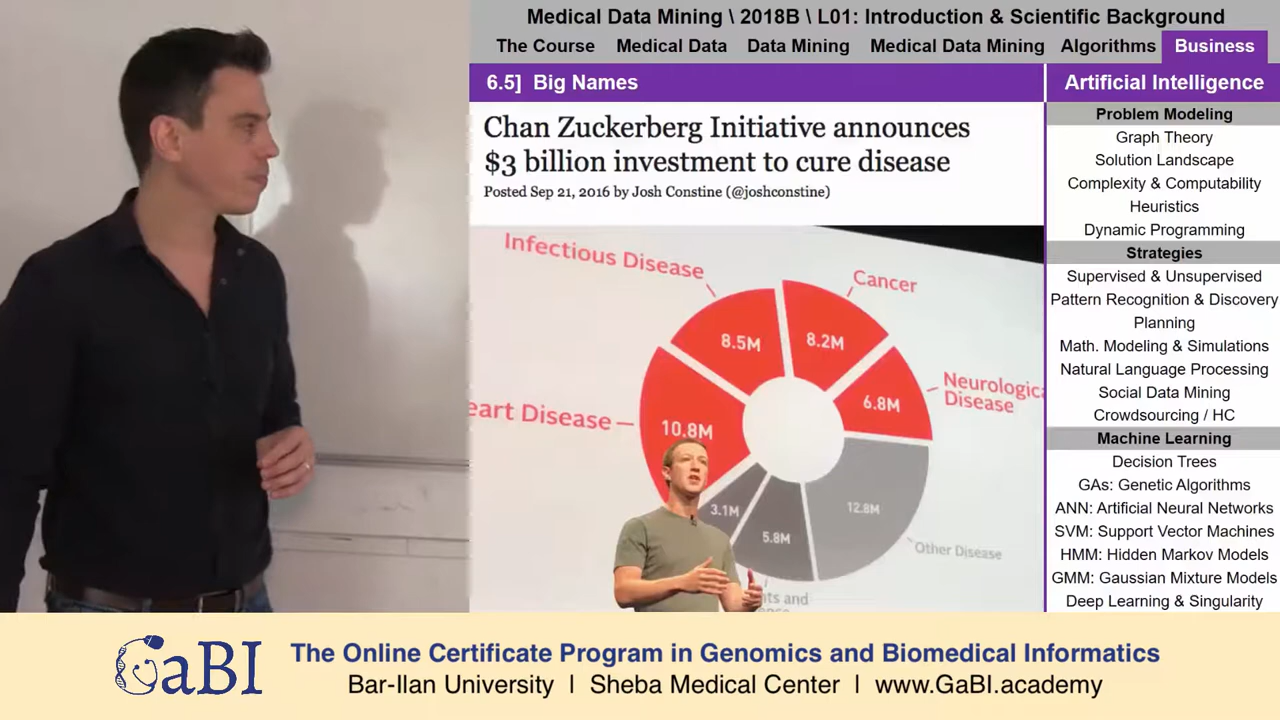 Medical Data Mining \ 2018B \ L01: Introduction & Scientific Background
The Course Medical Data Data Mining Medical Data Mining Algorithms Business
6.5] Big Names
Chan Zuckerberg Initiative announces
$3 billion investment to cure disease
Posted Sep 21, 2016 by Josh Constine (@joshconstine)
Infectious Disease
Cancer
8.5M
8.2M
Neurologica
Disease
6.8M
eart Disease
10.8M
3.1M
12.8M
5.8M
Other Disease
nts and
Artificial Intelligence
Problem Modeling
Graph Theory
Solution Landscape
Complexity & Computability
Heuristics
Dynamic Programming
Strategies
Supervised & Unsupervised
Pattern Recognition & Discovery
Planning
Math. Modeling & Simulations
Natural Language Processing
Social Data Mining
Crowdsourcing / HC
Machine Learning
Decision Trees
GAs: Genetic Algorithms
ANN: Artificial Neural Networks
SVM: Support Vector Machines
HMM: Hidden Markov Models
GMM: Gaussian Mixture Models
Deep Learning & Singularity
GaBI
The Online Certificate Program in Genomics and Biomedical Informatics
Bar-Ilan University | Sheba Medical Center | www.GaBI.academy